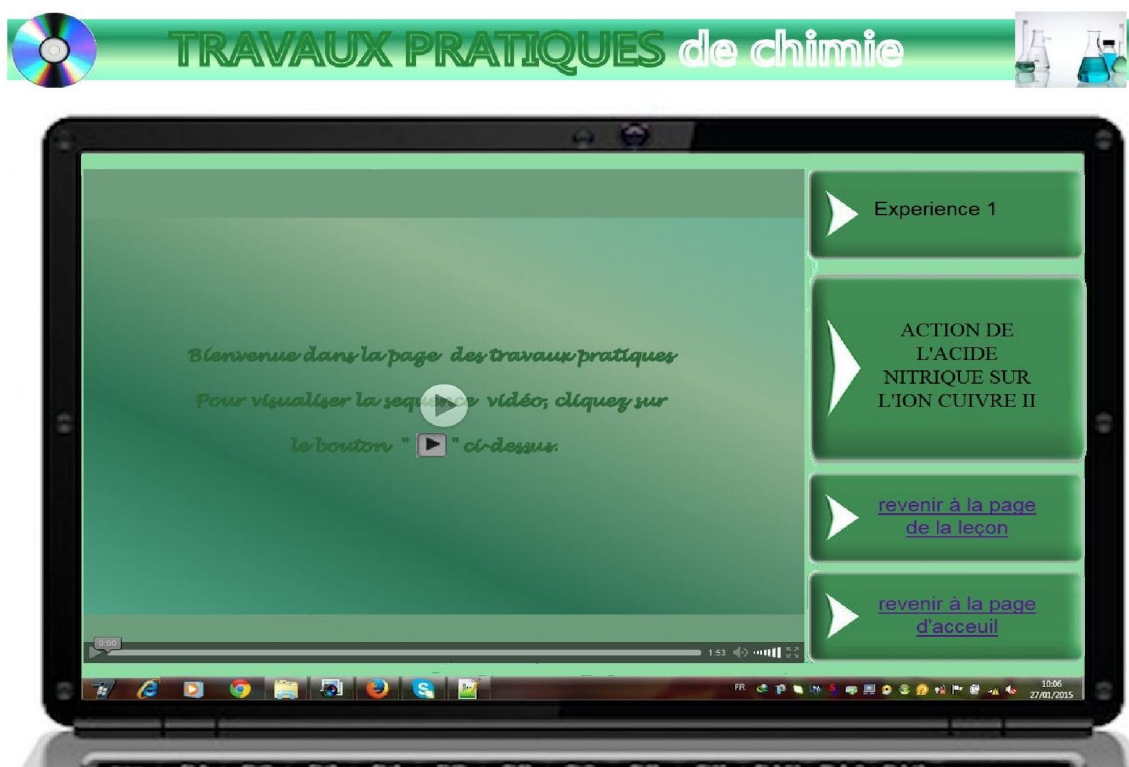 TRAVAUX PRATIQUES de chimie
Bienvenue dans la page des travaux pratiques
Pour visualiser la sequence vidéo, cliquez sur
le bouton " " ci-dessus.
0:00
1:53
Experience 1
ACTION DE
L'ACIDE
NITRIQUE SUR
L'ION CUIVRE II
revenir à la page
de la leçon
revenir à la page
d'acceuil
FR
10:06
27/01/2015